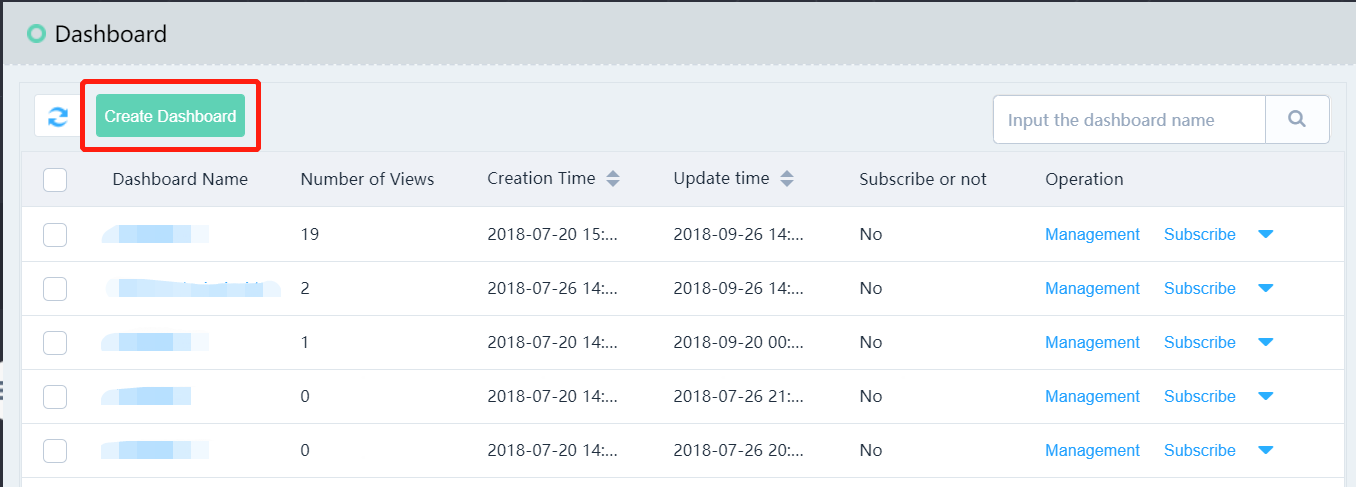 Dashboard
Create Dashboard
Input the dashboard name
Dashboard Name Number of Views Creation Time Update time Subscribe or not Operation
19 2018-07-20 15:... 2018-09-26 14:... No Management Subscribe
2 2018-07-26 14:... 2018-09-26 14:... No Management Subscribe
1 2018-07-20 14:... 2018-09-20 00:... No Management Subscribe
0 2018-07-20 14:... 2018-07-26 21:... No Management Subscribe
0 2018-07-20 14:... 2018-07-26 20:... No Management Subscribe